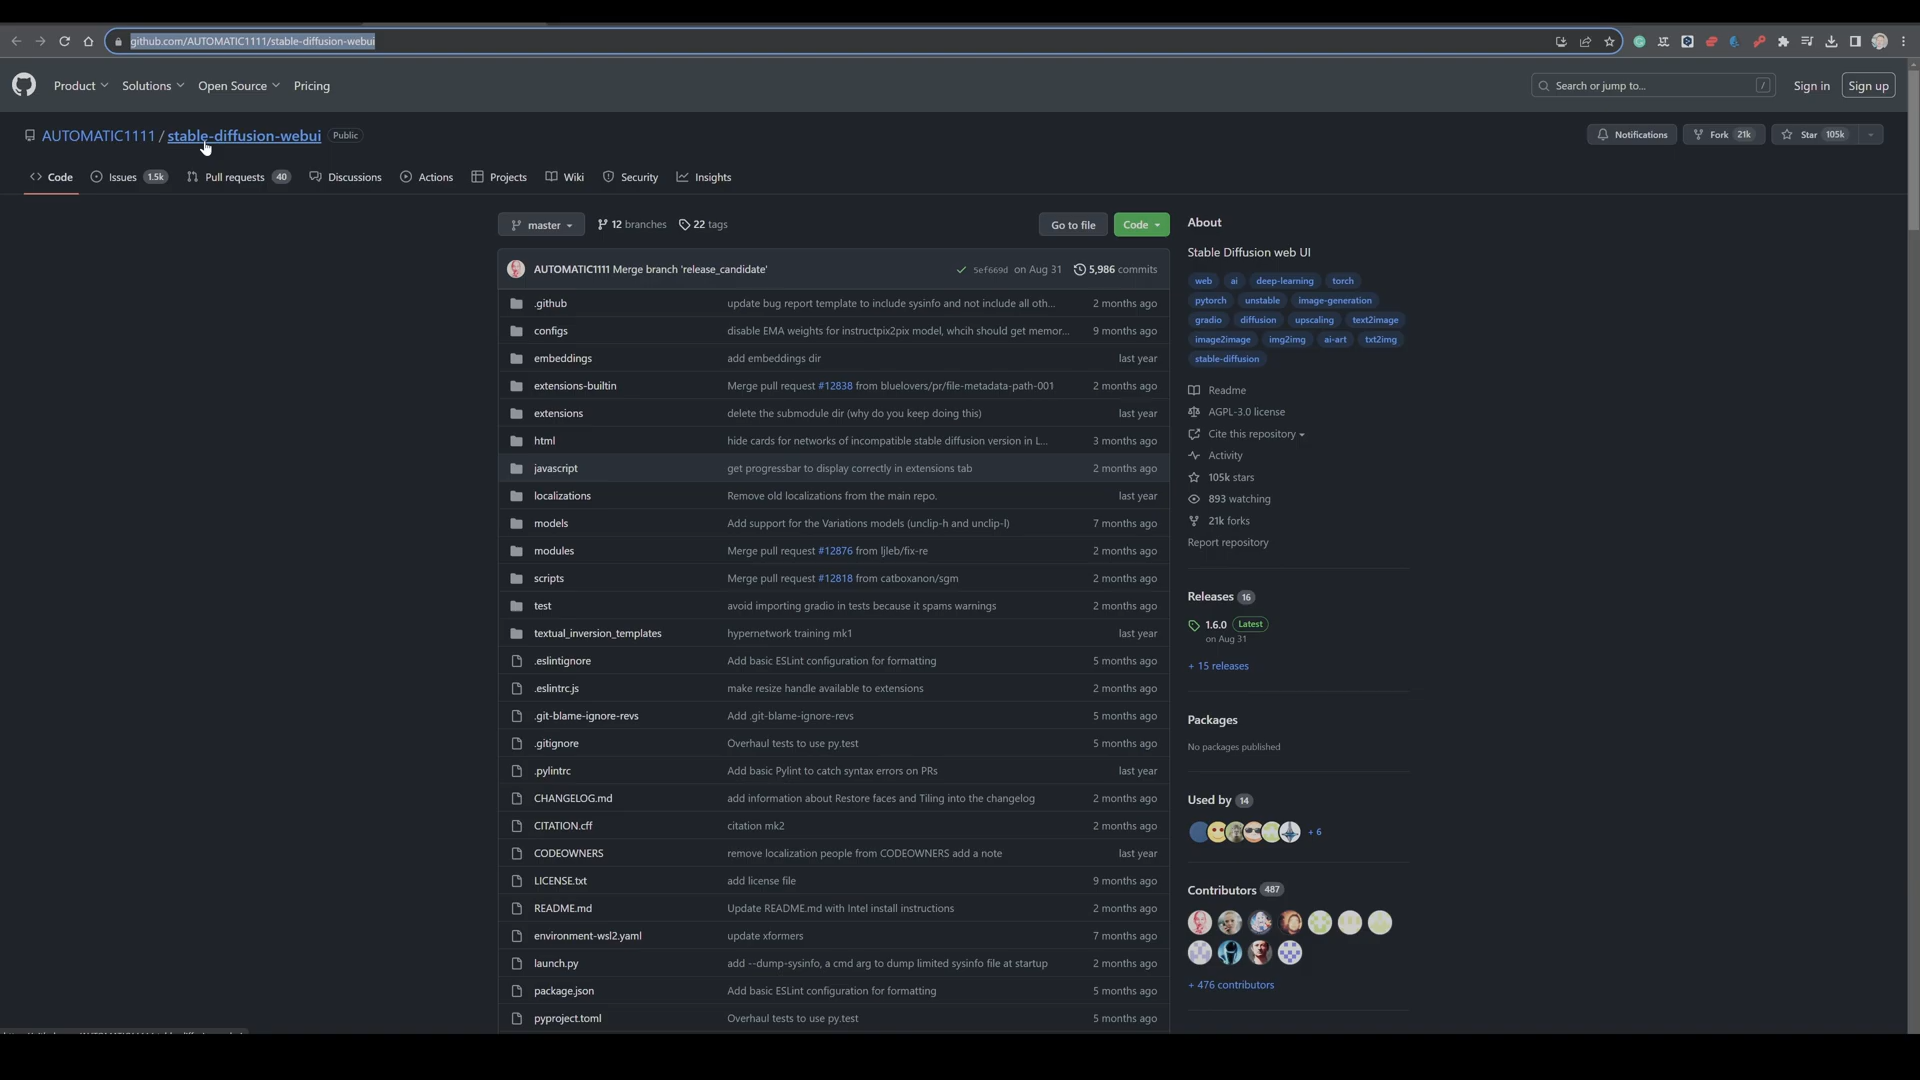 github.com/AUTOMATIC1111/stable-diffusion-webui
Product Solutions Open Source Pricing
Search or jump to... /
Sign in Sign up
AUTOMATIC1111 / stable-diffusion-webui Public
Notifications Fork 21k Star 105k
Code Issues 1.5k Pull requests 40 Discussions Actions Projects Wiki Security Insights
master 12 branches 22 tags Go to file Code
AUTOMATIC1111 Merge branch 'release_candidate' 5ef669d on Aug 31 5,986 commits
.github update bug report template to include sysinfo and not include all oth... 2 months ago
configs disable EMA weights for instructpix2pix model, whcih should get memor... 9 months ago
embeddings add embeddings dir last year
extensions-builtin Merge pull request #12838 from bluelovers/pr/file-metadata-path-001 2 months ago
extensions delete the submodule dir (why do you keep doing this) last year
html hide cards for networks of incompatible stable diffusion version in L... 3 months ago
javascript get progressbar to display correctly in extensions tab 2 months ago
localizations Remove old localizations from the main repo. last year
models Add support for the Variations models (unclip-h and unclip-l) 7 months ago
modules Merge pull request #12876 from ljleb/fix-re 2 months ago
scripts Merge pull request #12818 from catboxanon/sgm 2 months ago
test avoid importing gradio in tests because it spams warnings 2 months ago
textual_inversion_templates hypernetwork training mk1 last year
.eslintignore Add basic ESLint configuration for formatting 5 months ago
.eslintrc.js make resize handle available to extensions 2 months ago
.git-blame-ignore-revs Add .git-blame-ignore-revs 5 months ago
.gitignore Overhaul tests to use py.test 5 months ago
.pylintrc Add basic Pylint to catch syntax errors on PRs last year
CHANGELOG.md add information about Restore faces and Tiling into the changelog 2 months ago
CITATION.cff citation mk2 2 months ago
CODEOWNERS remove localization people from CODEOWNERS add a note last year
LICENSE.txt add license file 9 months ago
README.md Update README.md with Intel install instructions 2 months ago
environment-wsl2.yaml update xformers 7 months ago
launch.py add --dump-sysinfo, a cmd arg to dump limited sysinfo file at startup 2 months ago
package.json Add basic ESLint configuration for formatting 5 months ago
pyproject.toml Overhaul tests to use py.test 5 months ago
About
Stable Diffusion web UI
web ai deep-learning torch
pytorch unstable image-generation
gradio diffusion upscaling text2image
image2image img2img ai-art txt2img
stable-diffusion
Readme
AGPL-3.0 license
Cite this repository
Activity
105k stars
893 watching
21k forks
Report repository
Releases 16
1.6.0 Latest
on Aug 31
+ 15 releases
Packages
No packages published
Used by 14
+ 6
Contributors 487
+ 476 contributors